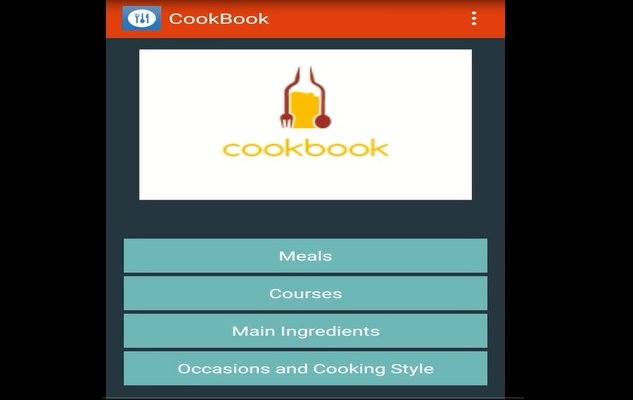 CookBook
cookbook
Meals
Courses
Main Ingredients
Occasions and Cooking Style